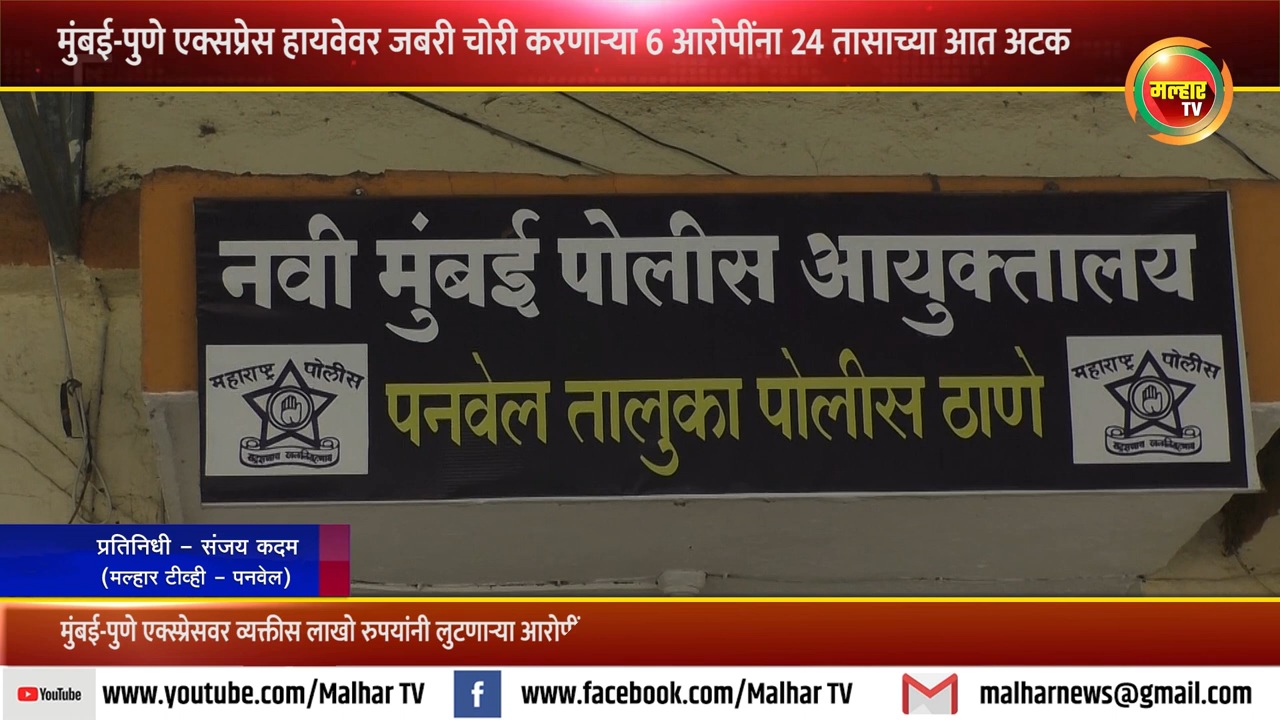 मुंबई-पुणे एक्सप्रेस हायवेवर जबरी चोरी करणाऱ्या 6 आरोपींना 24 तासाच्या आत अटक
मल्हार
TV
नवी मुंबई पोलीस आयुक्तालय
महाराष्ट्र पोलीस
पनवेल तालुका पोलीस ठाणे
महाराष्ट्र पोलीस
प्रतिनिधी - संजय कदम
(मल्हार टीव्ही - पनवेल)
मुंबई-पुणे एक्स्प्रेसवर व्यक्तीस लाखो रुपयांनी लुटणाऱ्या आरोपीं
YouTube www.youtube.com/Malhar TV f www.facebook.com/Malhar TV malharnews@gmail.com